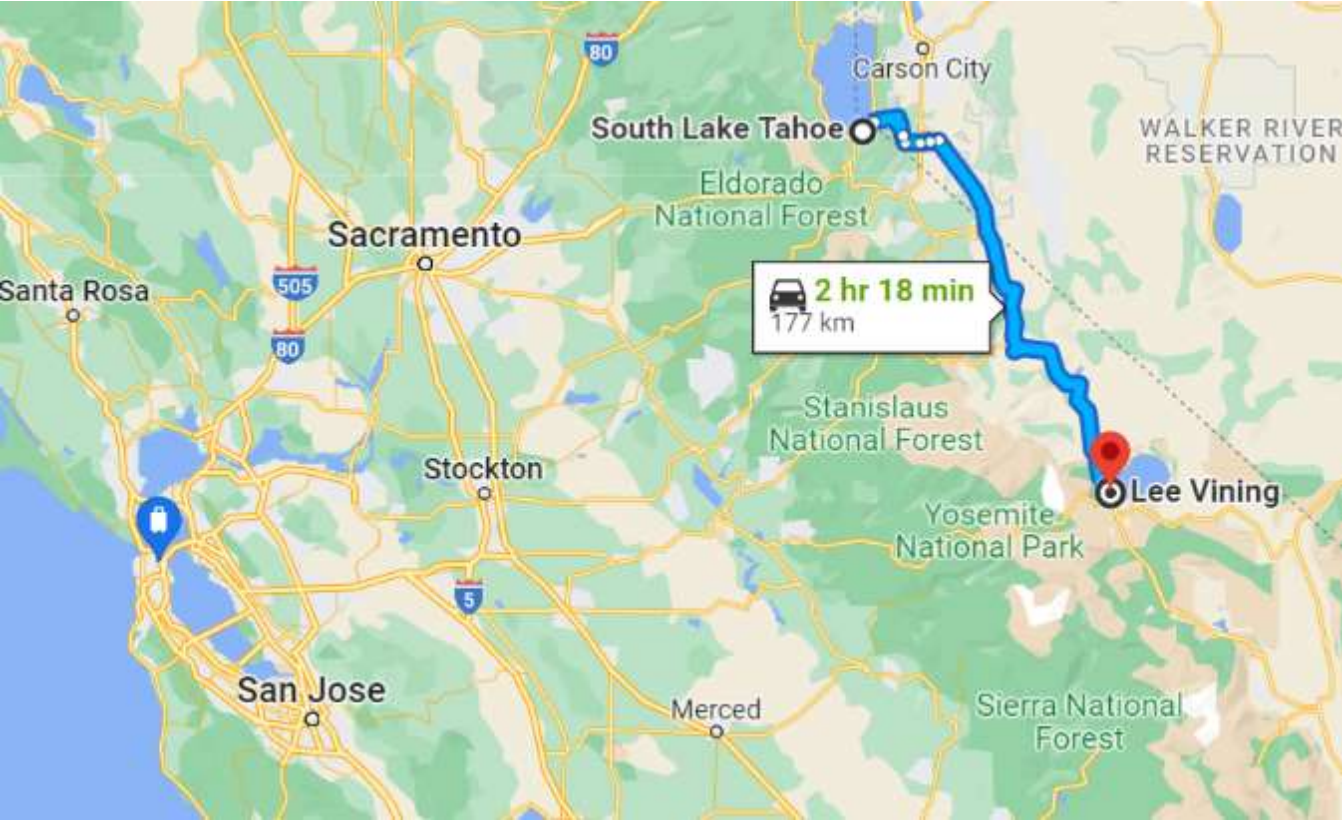 80
Carson City
South Lake Tahoe
WALKER RIVER
RESERVATION
Eldorado
National Forest
Sacramento
505
Santa Rosa
2 hr 18 min
177 km
80
Stanislaus
National Forest
Stockton
Lee Vining
Yosemite
National Park
5
San Jose
Merced
Sierra National
Forest